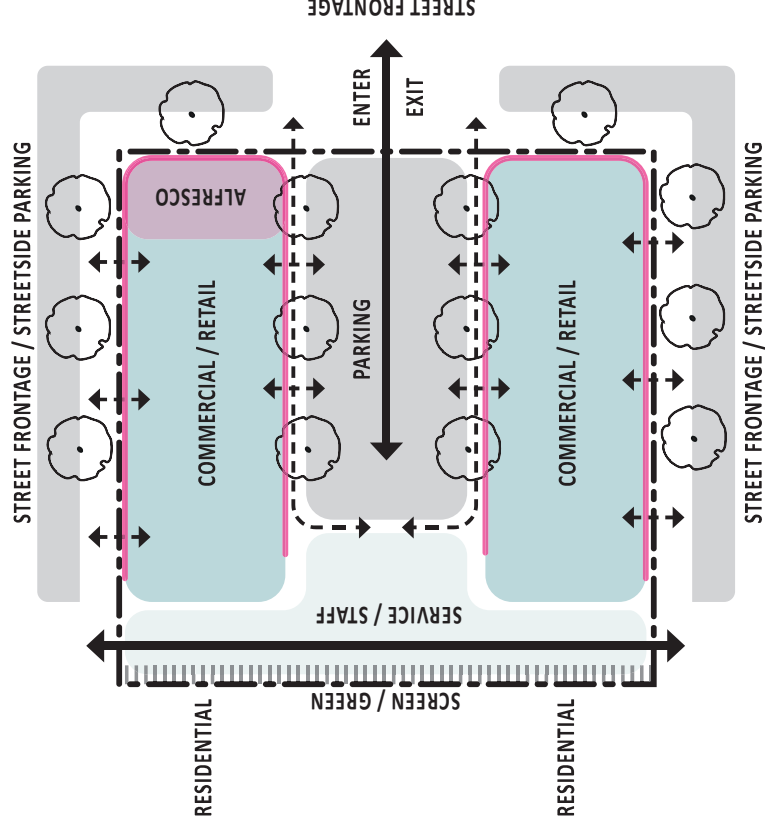 STREET FRONTAGE
ENTER
EXIT
STREET FRONTAGE / STREETSIDE PARKING
ALFRESCO
COMMERCIAL / RETAIL
PARKING
COMMERCIAL / RETAIL
STREET FRONTAGE / STREETSIDE PARKING
SERVICE / STAFF
SCREEN / GREEN
RESIDENTIAL
RESIDENTIAL